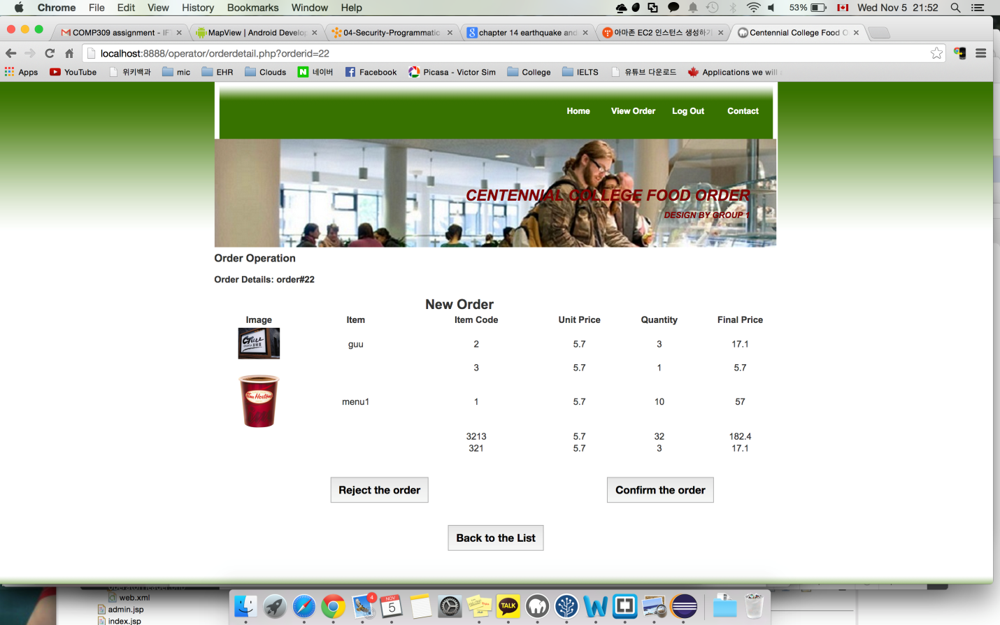 Chrome File Edit View History Bookmarks Window Help 53% Wed Nov 5 21:52
COMP309 assignment - IF MapView | Android Develop 04-Security-Programmatic chapter 14 earthquake and 아마존 EC2 인스턴스 생성하기 Centennial College Food O
localhost:8888/operator/orderdetail.php?orderid=22
Apps YouTube 위키백과 mic EHR Clouds 네이버 Facebook Picasa - Victor Sim College IELTS 유튜브 다운로드 Applications we will
Home View Order Log Out Contact
CENTENNIAL COLLEGE FOOD ORDER
DESIGN BY GROUP 1
Order Operation
Order Details: order#22
New Order
Image Item Item Code Unit Price Quantity Final Price
Guu
guu 2 5.7 3 17.1
3 5.7 1 5.7
Tim Hortons
menu1 1 5.7 10 57
3213 5.7 32 182.4
321 5.7 3 17.1
Reject the order Confirm the order
Back to the List
web.xml
admin.jsp
index.jsp
4
NOV
5
TALK